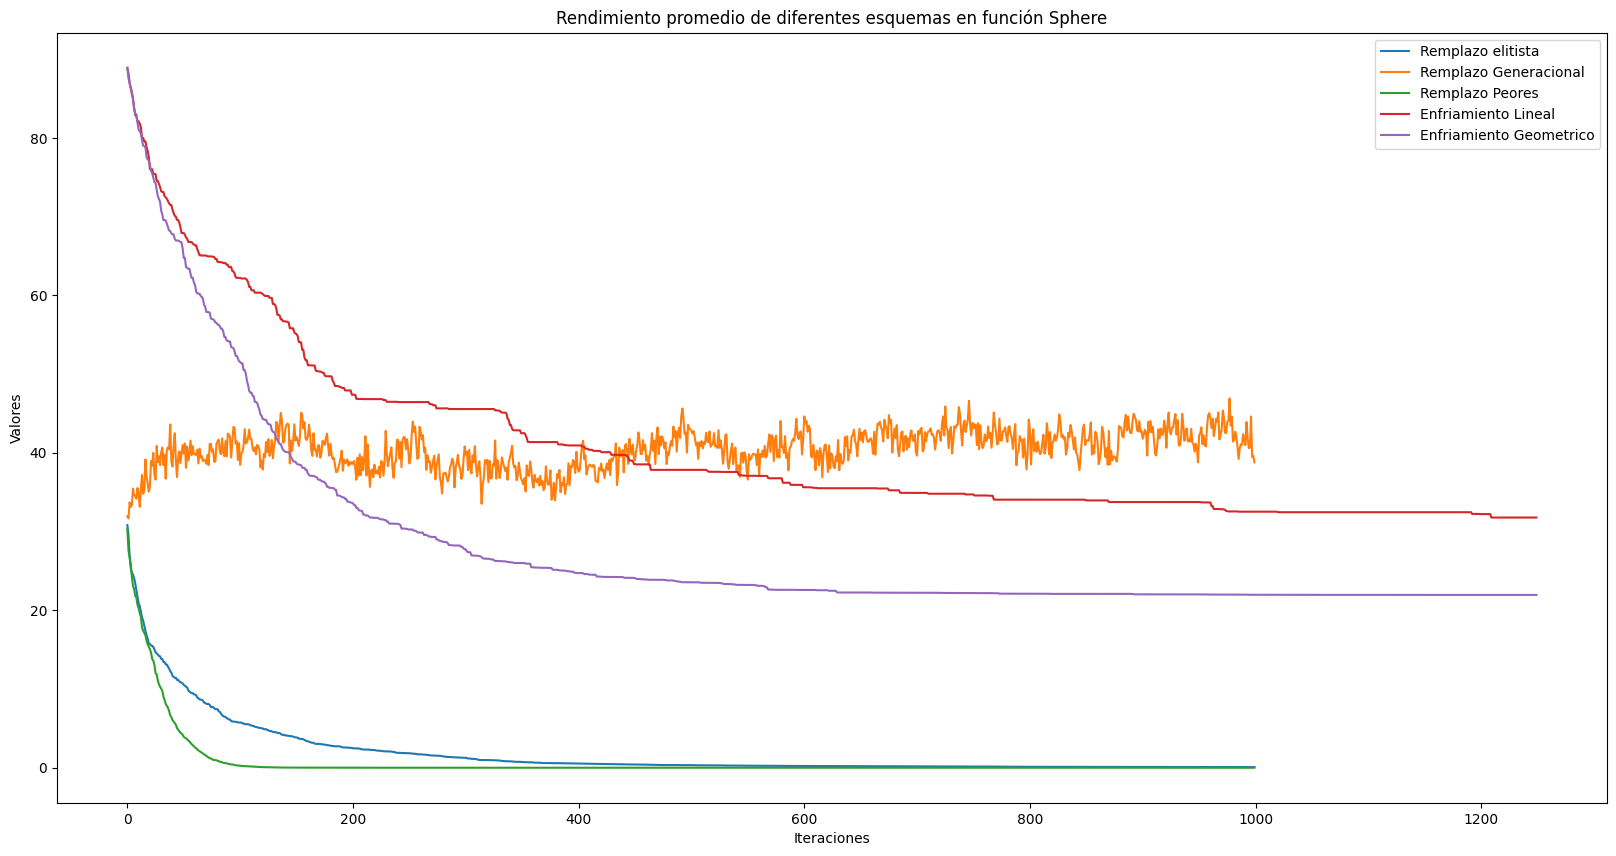 Rendimiento promedio de diferentes esquemas en función Sphere
Remplazo elitista
Remplazo Generacional
Remplazo Peores
Enfriamiento Lineal
Enfriamiento Geometrico
Valores
80
60
40
20
0
0 200 400 600 800 1000 1200
Iteraciones